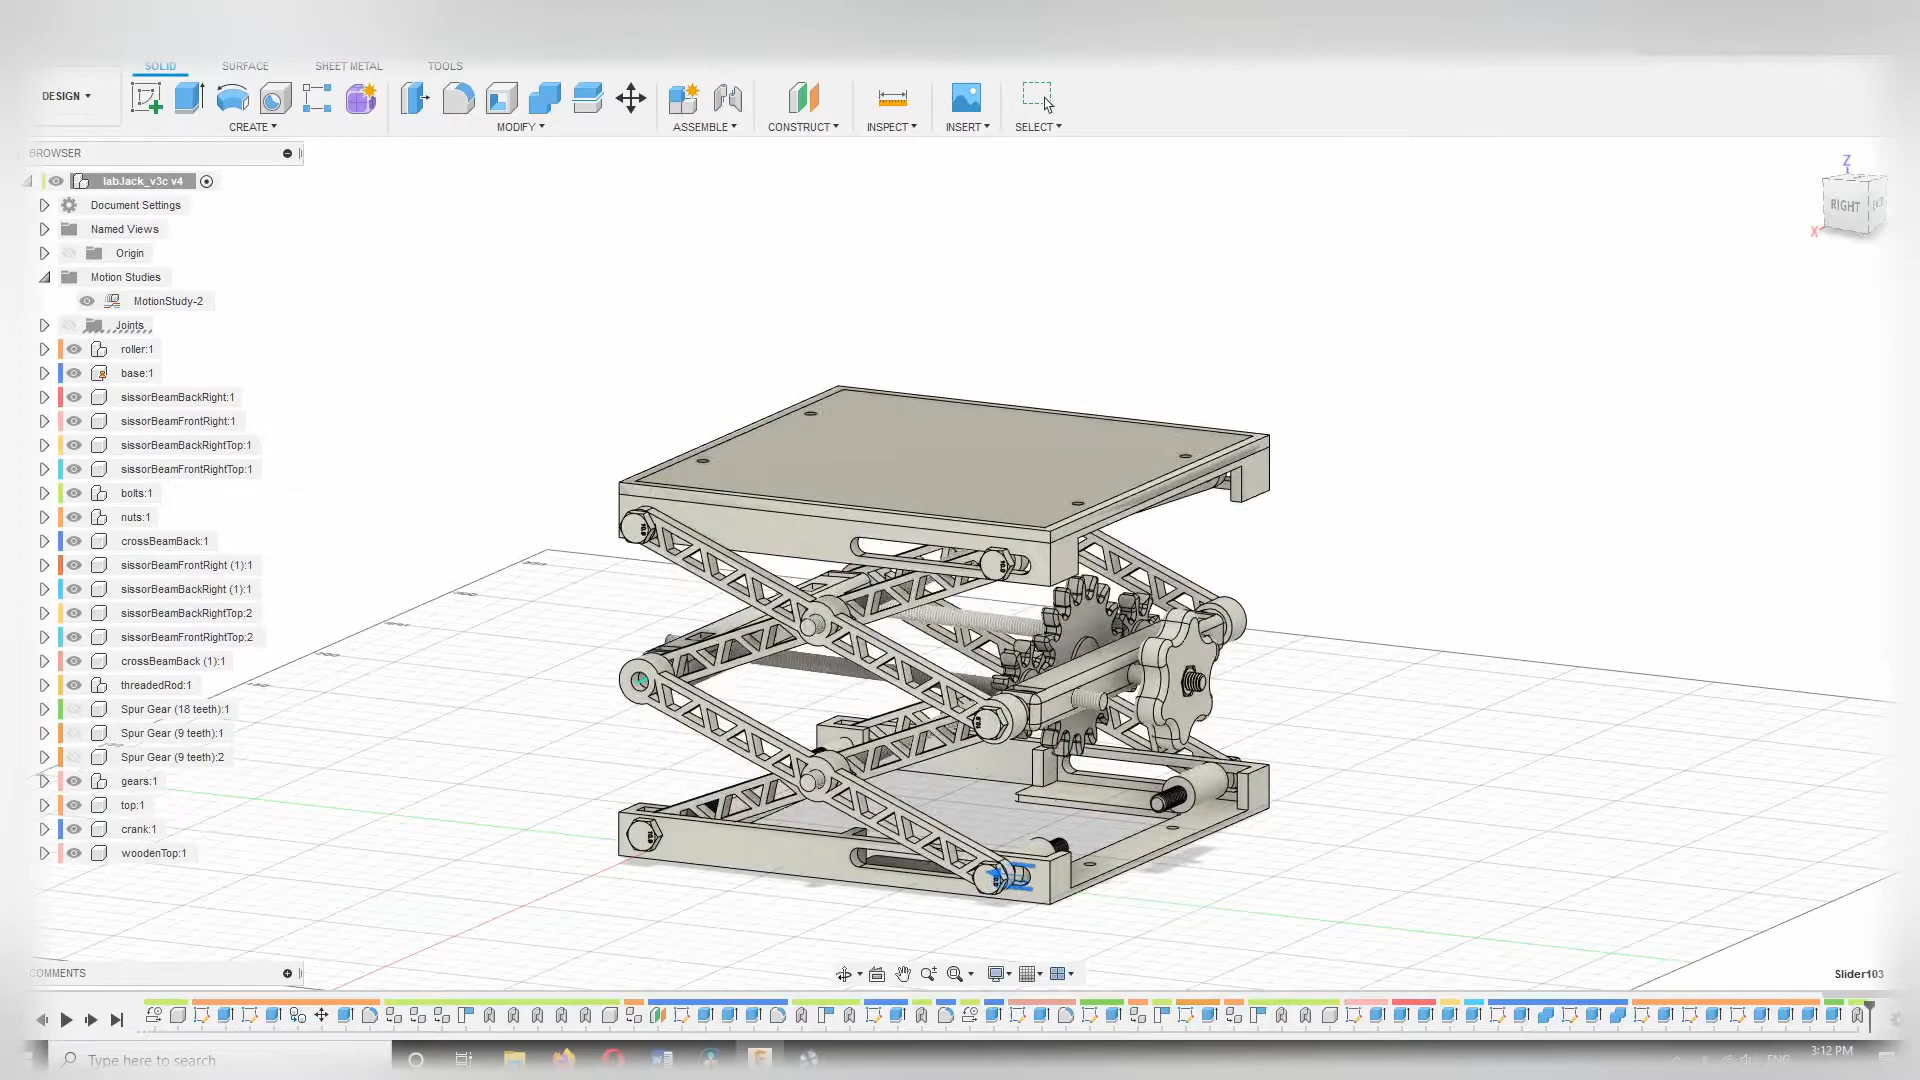 SOLID SURFACE SHEET METAL TOOLS
DESIGN
CREATE MODIFY ASSEMBLE CONSTRUCT INSPECT INSERT SELECT
BROWSER
labJack_v3c v4
Document Settings
Named Views
Origin
Motion Studies
MotionStudy-2
Joints
roller:1
base:1
sissorBeamBackRight:1
sissorBeamFrontRight:1
sissorBeamBackRightTop:1
sissorBeamFrontRightTop:1
bolts:1
nuts:1
crossBeamBack:1
sissorBeamFrontRight (1):1
sissorBeamBackRight (1):1
sissorBeamBackRightTop:2
sissorBeamFrontRightTop:2
crossBeamBack (1):1
threadedRod:1
Spur Gear (18 teeth):1
Spur Gear (9 teeth):1
Spur Gear (9 teeth):2
gears:1
top:1
crank:1
woodenTop:1
Z
RIGHT
X
COMMENTS
Slider103
Type here to search
ENG
3:12 PM